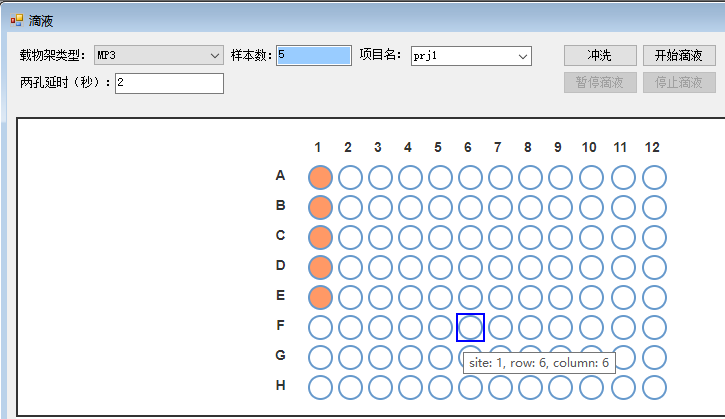 滴液
载物架类型： MP3 样本数： 5 项目名： prj1 冲洗 开始滴液
两孔延时（秒）： 2 暂停滴液 停止滴液
1 2 3 4 5 6 7 8 9 10 11 12
A
B
C
D
E
F
G
site: 1, row: 6, column: 6
H